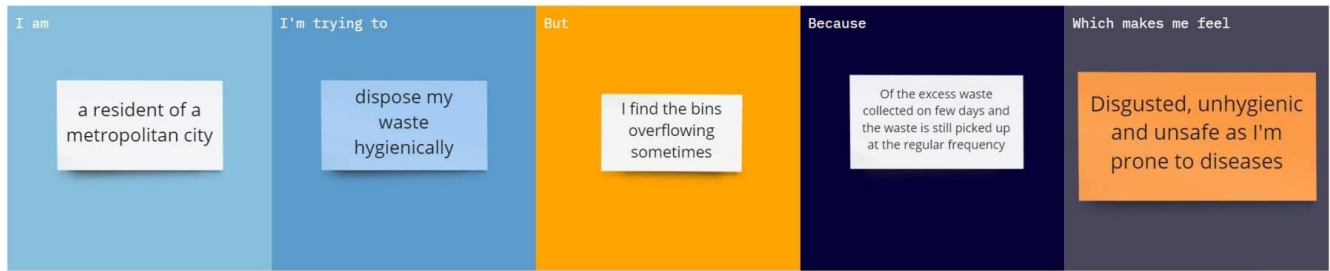 I am
a resident of a
metropolitan city
I'm trying to
dispose my
waste
hygienically
But
I find the bins
overflowing
sometimes
Because
Of the excess waste
collected on few days and
the waste is still picked up
at the regular frequency
Which makes me feel
Disgusted, unhygienic
and unsafe as I'm
prone to diseases